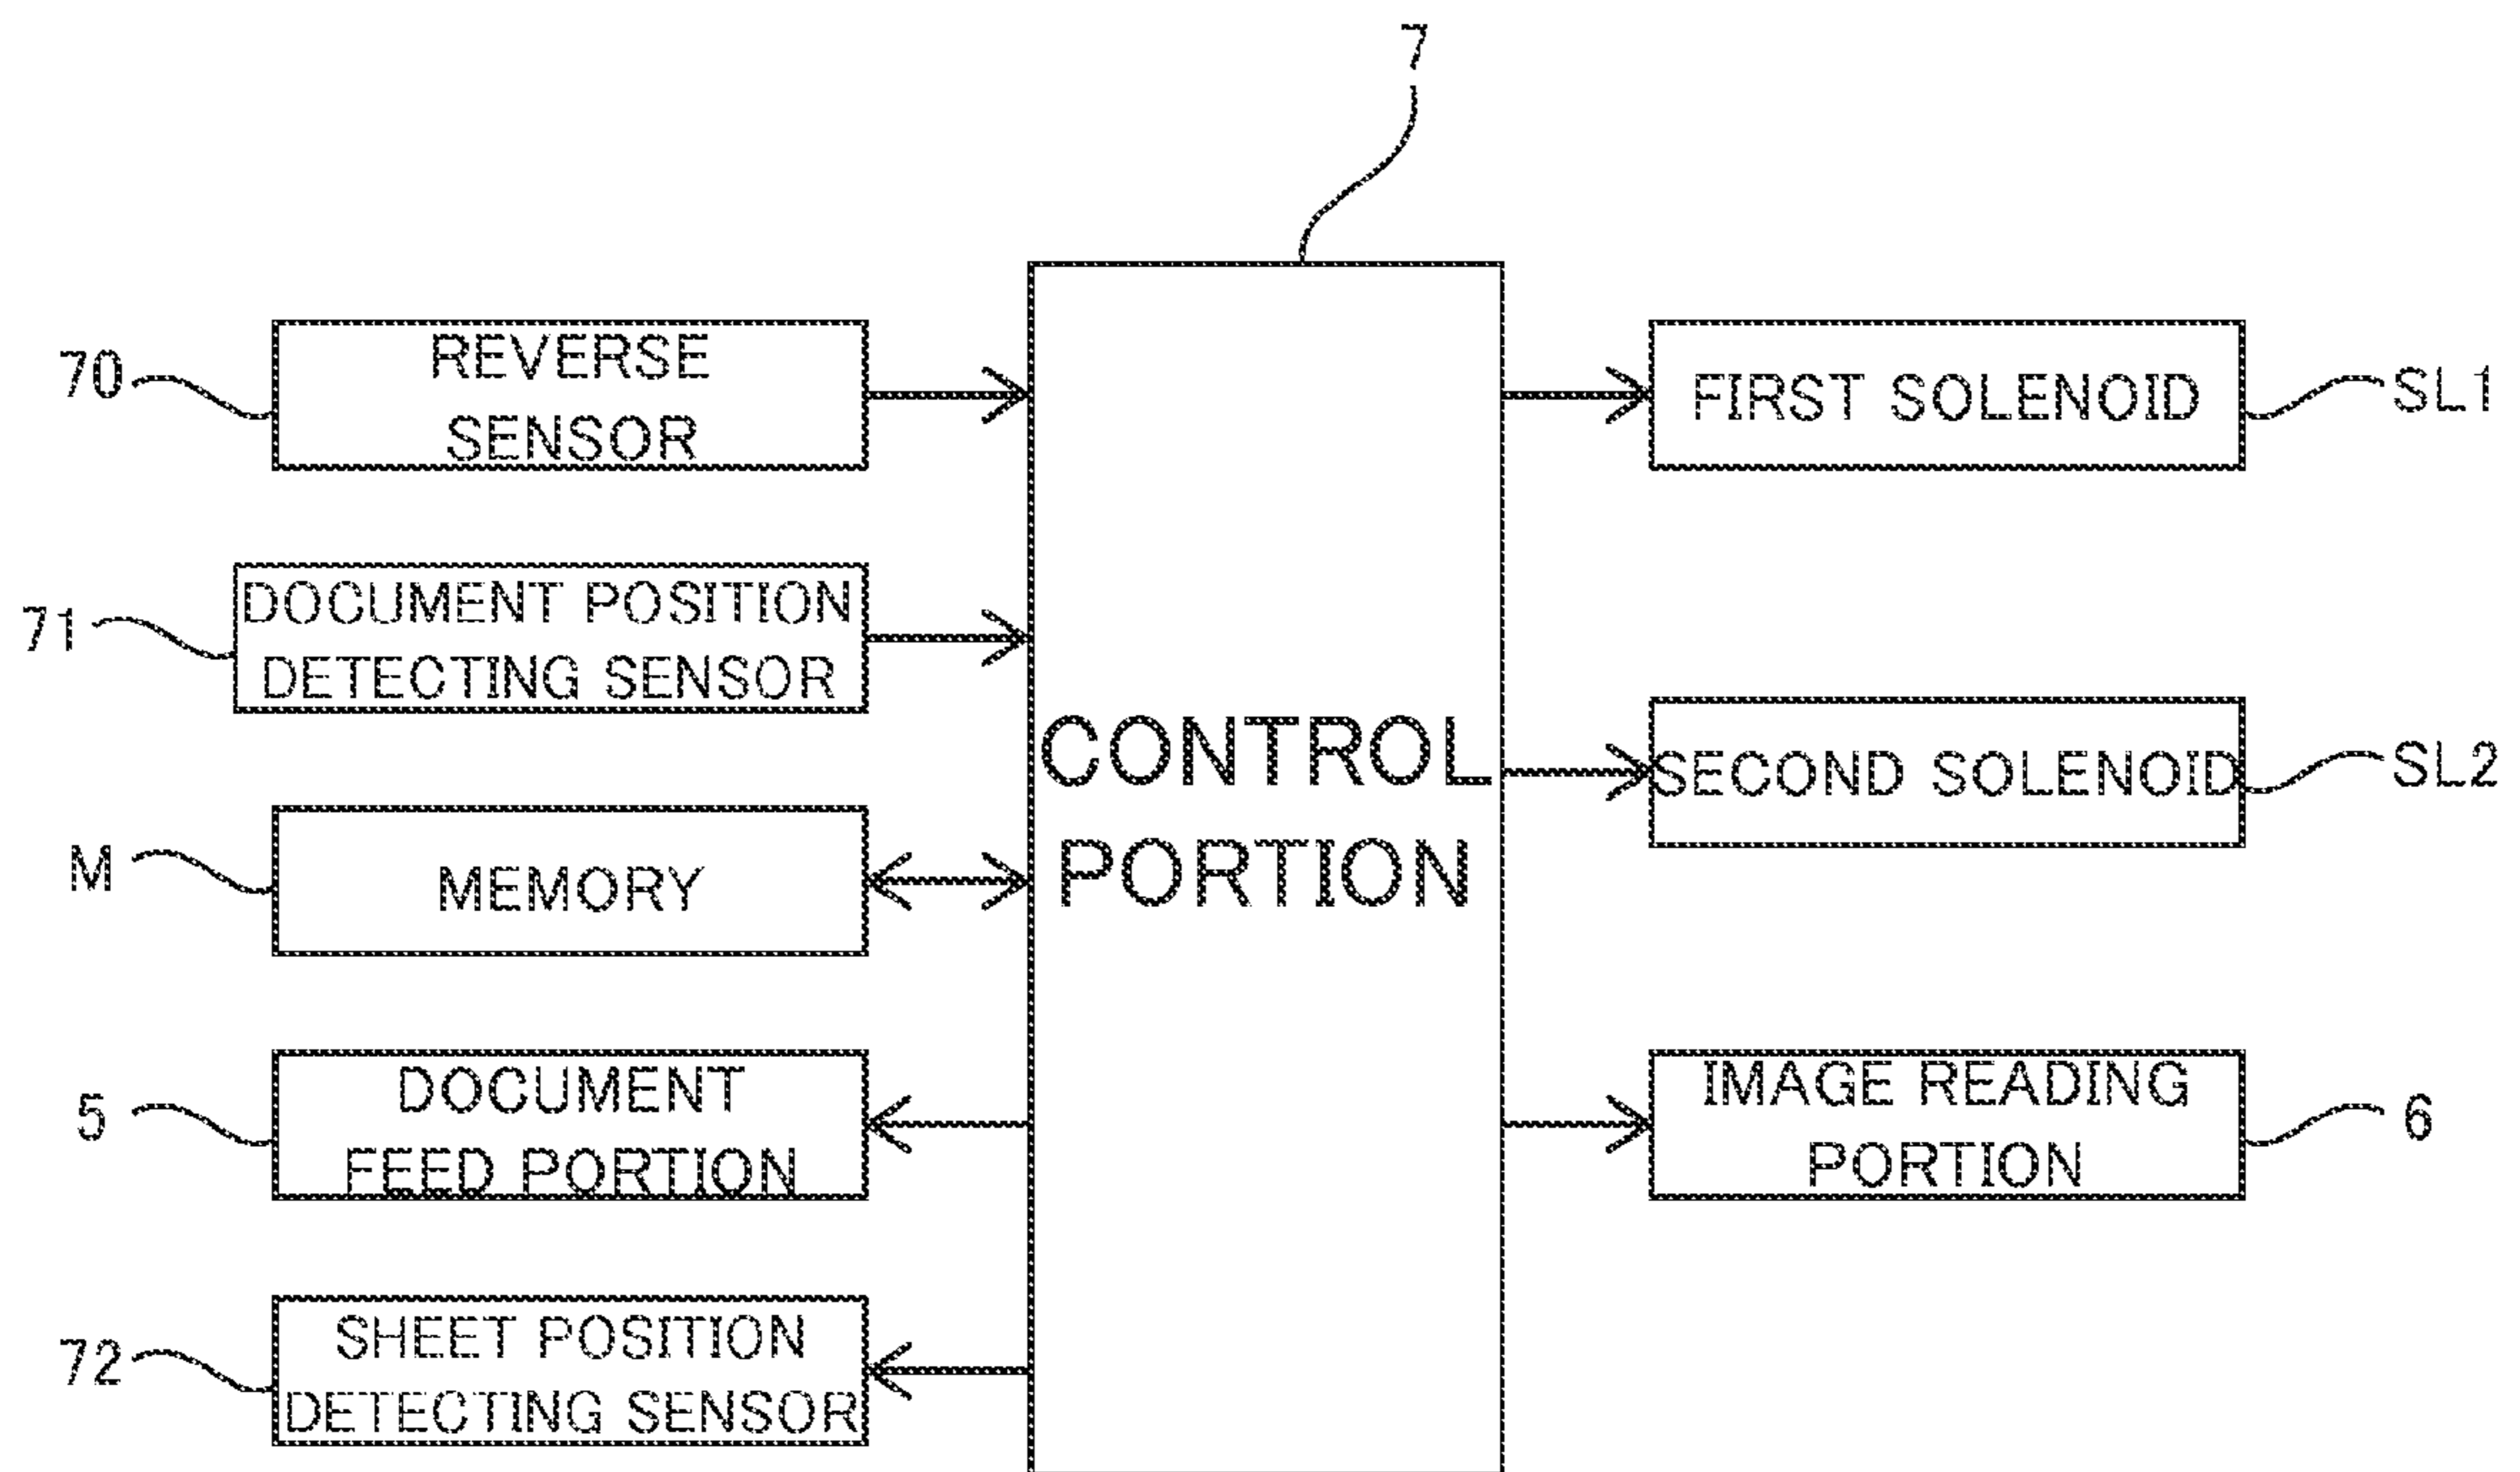 7
70
REVERSE
SENSOR
71
DOCUMENT POSITION
DETECTING SENSOR
M
MEMORY
5
DOCUMENT
FEED PORTION
72
SHEET POSITION
DETECTING SENSOR
CONTROL
PORTION
FIRST SOLENOID
SL1
SECOND SOLENOID
SL2
IMAGE READING
PORTION
6